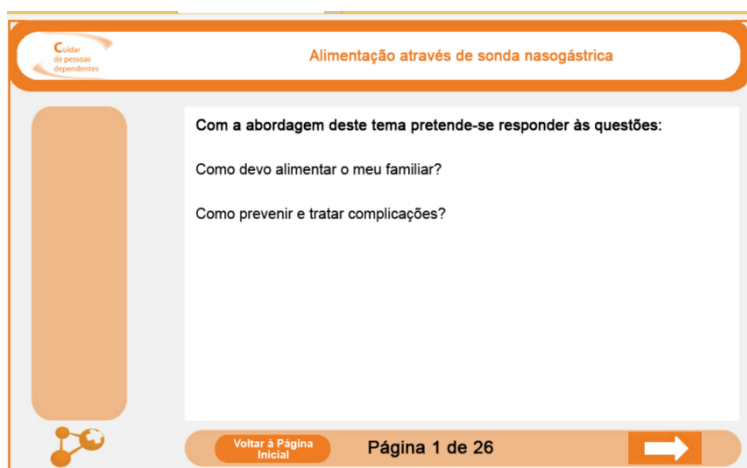 Cuidar
de pessoas
dependentes
Alimentação através de sonda nasogástrica
Com a abordagem deste tema pretende-se responder às questões:
Como devo alimentar o meu familiar?
Como prevenir e tratar complicações?
Voltar à Página
Inicial
Página 1 de 26